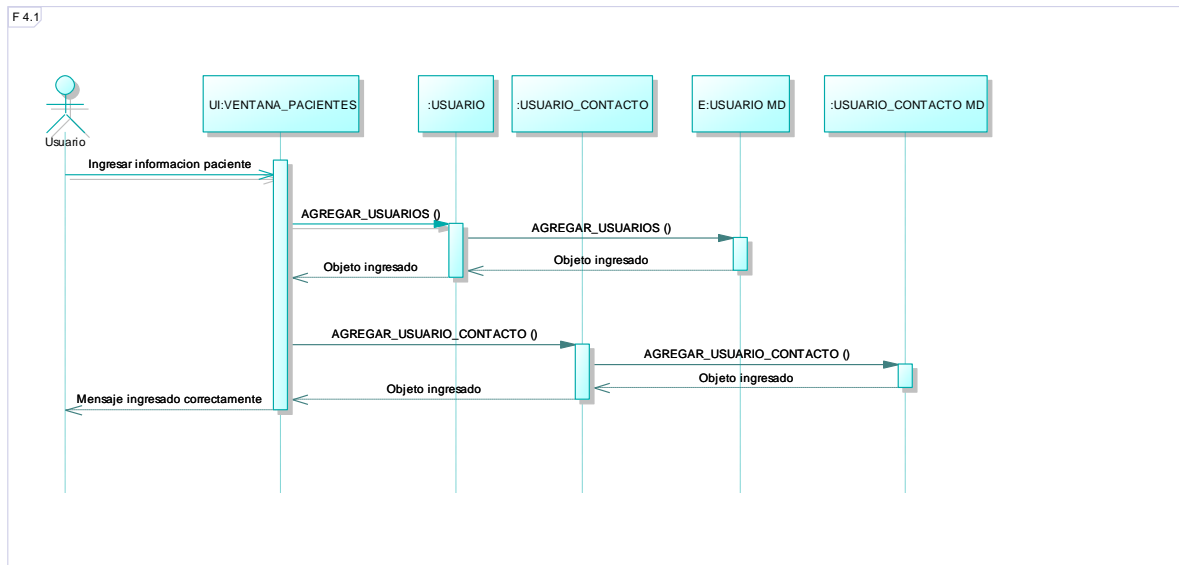 F 4.1
UI:VENTANA_PACIENTES
:USUARIO
:USUARIO_CONTACTO
E:USUARIO MD
:USUARIO_CONTACTO MD
Usuario
Ingresar informacion paciente
AGREGAR_USUARIOS ()
AGREGAR_USUARIOS ()
Objeto ingresado
Objeto ingresado
AGREGAR_USUARIO_CONTACTO ()
AGREGAR_USUARIO_CONTACTO ()
Objeto ingresado
Objeto ingresado
Mensaje ingresado correctamente